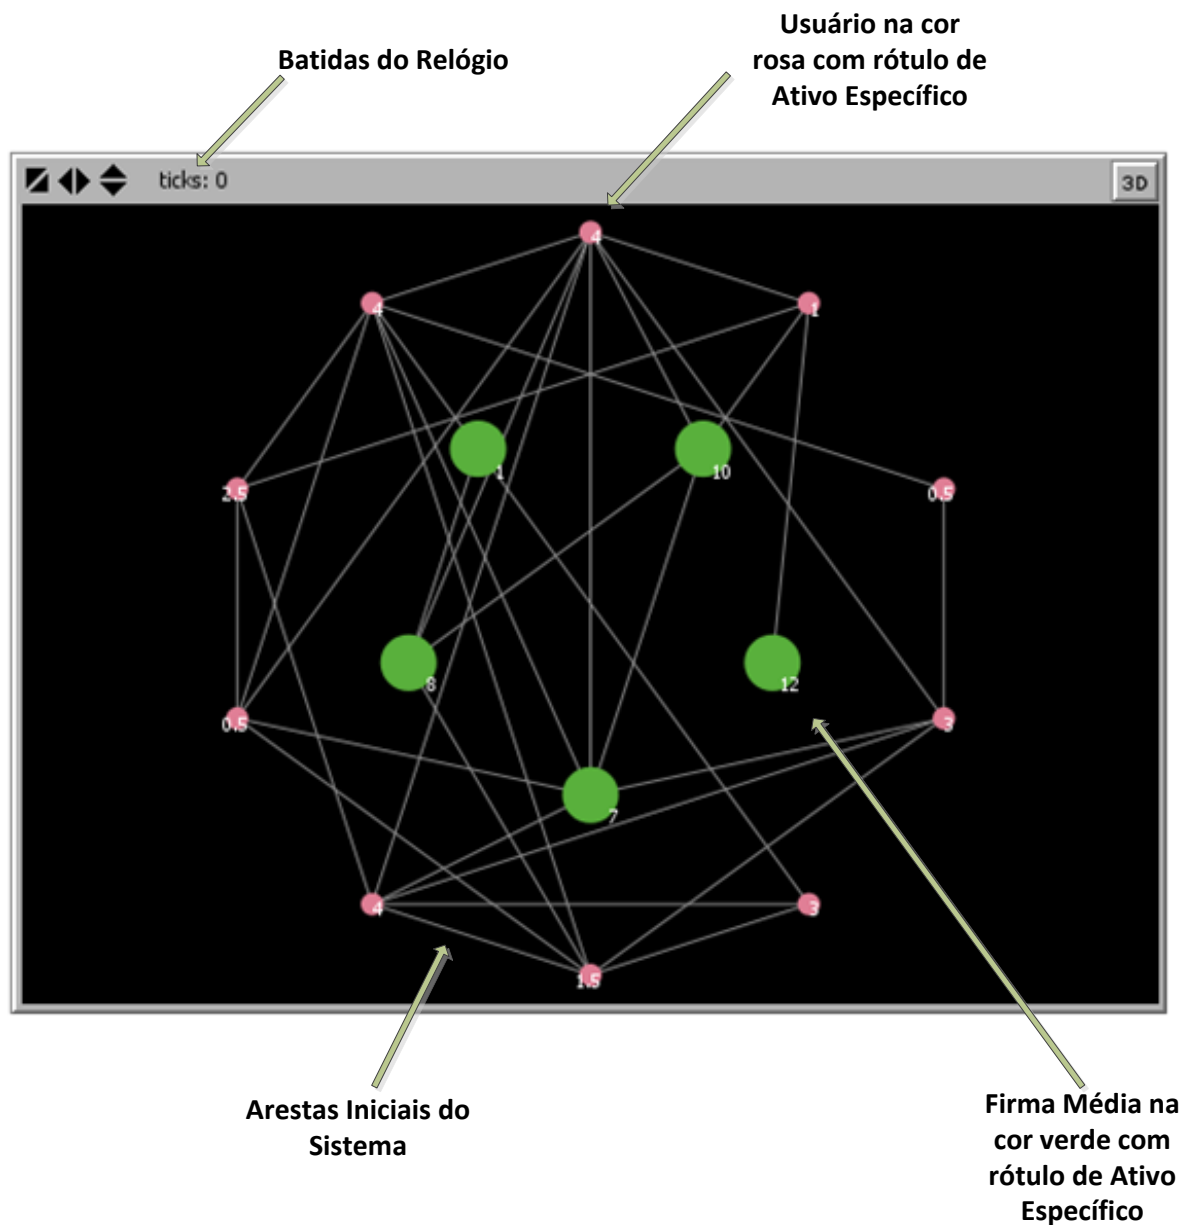 Usuário na cor
rosa com rótulo de
Ativo Específico
Batidas do Relógio
ticks: 0
3D
4
4
1
1
10
2.5
0.5
8
12
0.5
3
7
4
3
1.5
Arestas Iniciais do
Sistema
Firma Média na
cor verde com
rótulo de Ativo
Específico